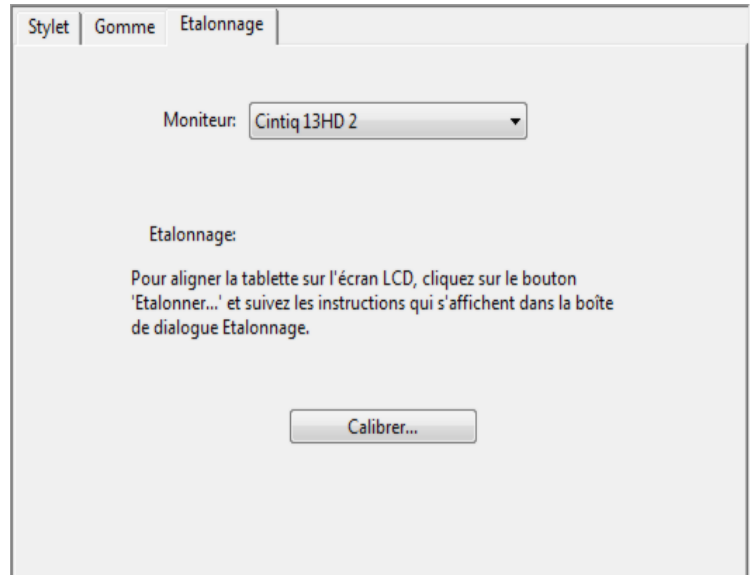 Stylet Gomme Etalonnage
Moniteur: Cintiq 13HD 2
Etalonnage:
Pour aligner la tablette sur l'écran LCD, cliquez sur le bouton
'Etalonner...' et suivez les instructions qui s'affichent dans la boîte
de dialogue Etalonnage.
Calibrer...